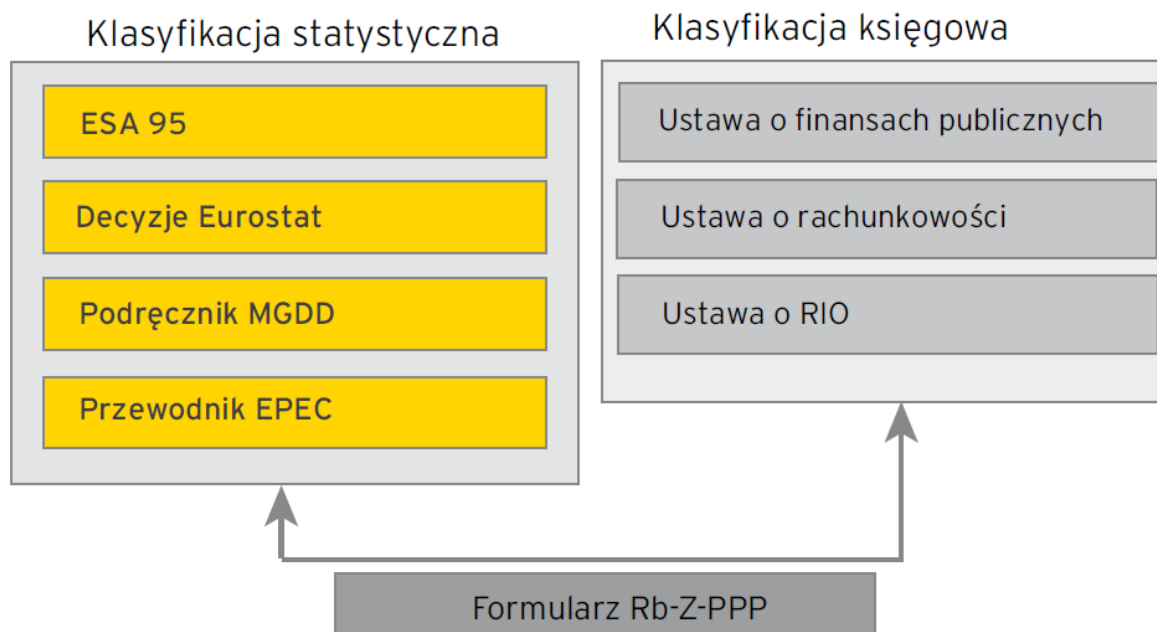 Klasyfikacja statystyczna
ESA 95
Decyzje Eurostat
Podręcznik MGDD
Przewodnik EPEC
Klasyfikacja księgowa
Ustawa o finansach publicznych
Ustawa o rachunkowości
Ustawa o RIO
Formularz Rb-Z-PPP